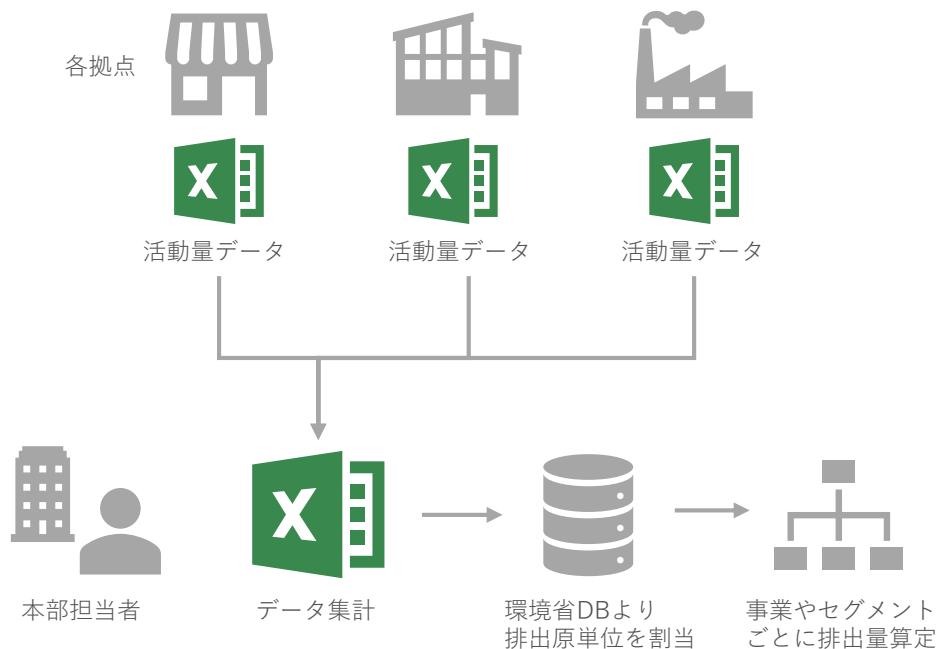 各拠点
X
X
X
活動量データ
活動量データ
活動量データ
X
本部担当者
データ集計
環境省DBより
排出原単位を割当
事業やセグメント
ごとに排出量算定